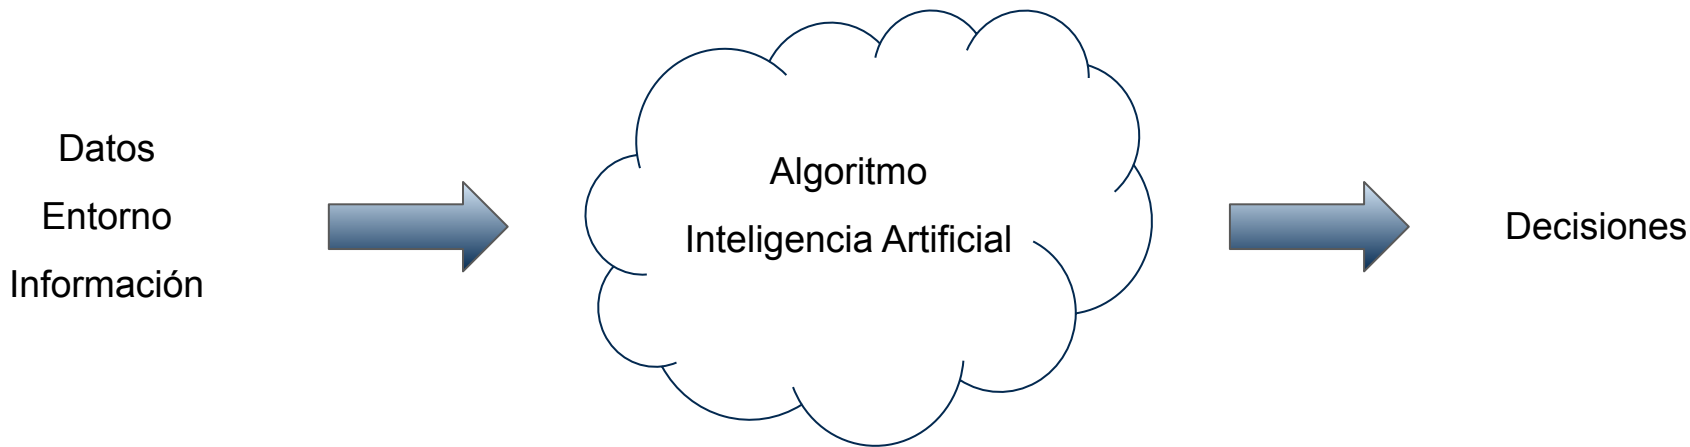 Datos
Entorno
Información
Algoritmo
Inteligencia Artificial
Decisiones